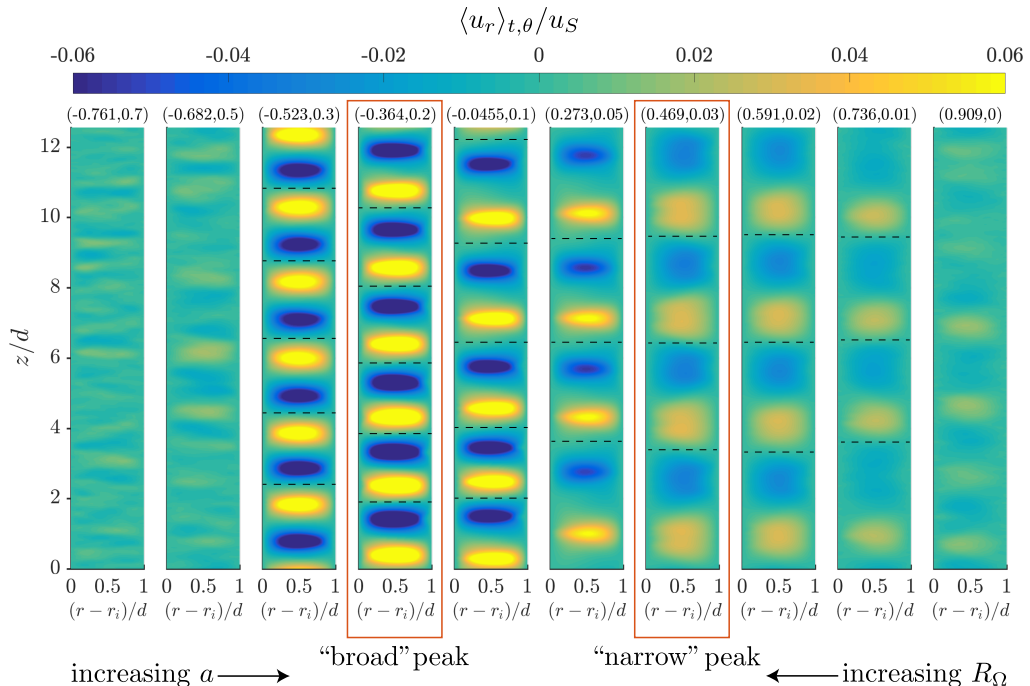 ⟨u_r⟩_{t,θ}/u_S
-0.06 -0.04 -0.02 0 0.02 0.04 0.06
(-0.761,0.7) (-0.682,0.5) (-0.523,0.3) (-0.364,0.2) (-0.0455,0.1) (0.273,0.05) (0.469,0.03) (0.591,0.02) (0.736,0.01) (0.909,0)
12
10
8
6
4
2
0
z/d
0 0.5 1 0 0.5 1 0 0.5 1 0 0.5 1 0 0.5 1 0 0.5 1 0 0.5 1 0 0.5 1 0 0.5 1 0 0.5 1
(r − r_i)/d (r − r_i)/d (r − r_i)/d (r − r_i)/d (r − r_i)/d (r − r_i)/d (r − r_i)/d (r − r_i)/d (r − r_i)/d (r − r_i)/d
“broad” peak “narrow” peak
increasing a ⟶ ⟵ increasing R_Ω